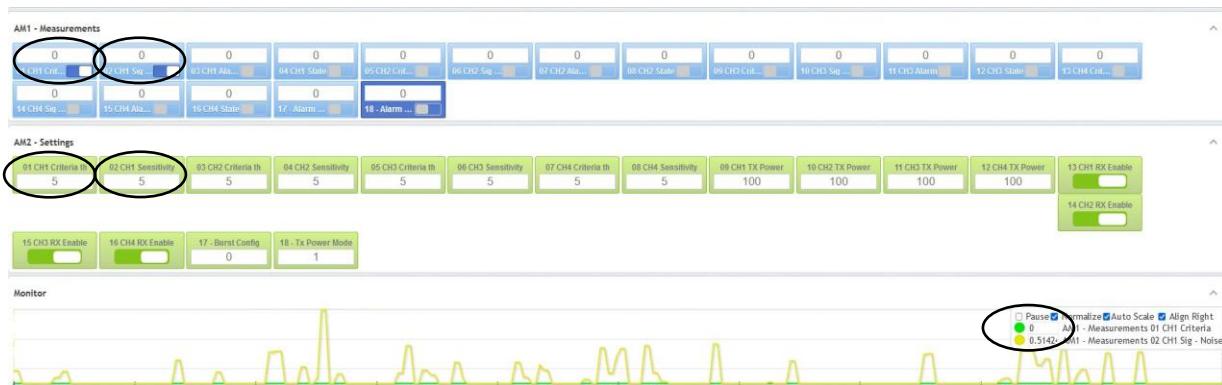 AM1 - Measurements
0 0 0 0 0 0 0 0 0 0 0 0 0
CH1 Crit... CH1 Sig ... 03 CH1 Ala... 04 CH1 State 05 CH2 Crit... 06 CH2 Sig ... 07 CH2 Ala... 08 CH2 State 09 CH3 Crit... 10 CH3 Sig ... 11 CH3 Alarm 12 CH3 State 13 CH4 Crit...
0 0 0 0 0
14 CH4 Sig ... 15 CH4 Ala... 16 CH4 State 17 - Alarm ... 18 - Alarm ...
AM2 - Settings
01 CH1 Criteria th 02 CH1 Sensitivity 03 CH2 Criteria th 04 CH2 Sensitivity 05 CH3 Criteria th 06 CH3 Sensitivity 07 CH4 Criteria th 08 CH4 Sensitivity 09 CH1 TX Power 10 CH2 TX Power 11 CH3 TX Power 12 CH4 TX Power 13 CH1 RX Enable
5 5 5 5 5 5 5 5 100 100 100 100
14 CH2 RX Enable
15 CH3 RX Enable 16 CH4 RX Enable 17 - Burst Config 18 - Tx Power Mode
0 1
Monitor
Pause Normalize Auto Scale Align Right
0 AM1 - Measurements 01 CH1 Criteria
0.5142 AM1 - Measurements 02 CH1 Sig - Noise